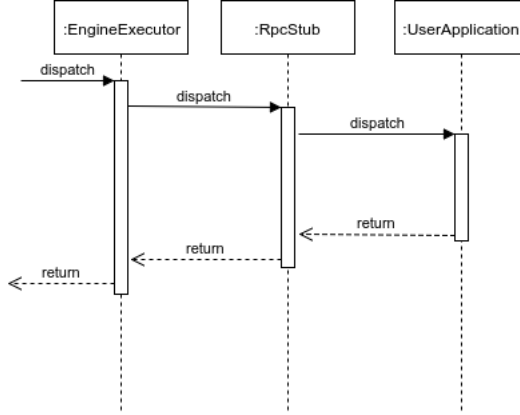 :EngineExecutor
:RpcStub
:UserApplication
dispatch
dispatch
dispatch
return
return
return